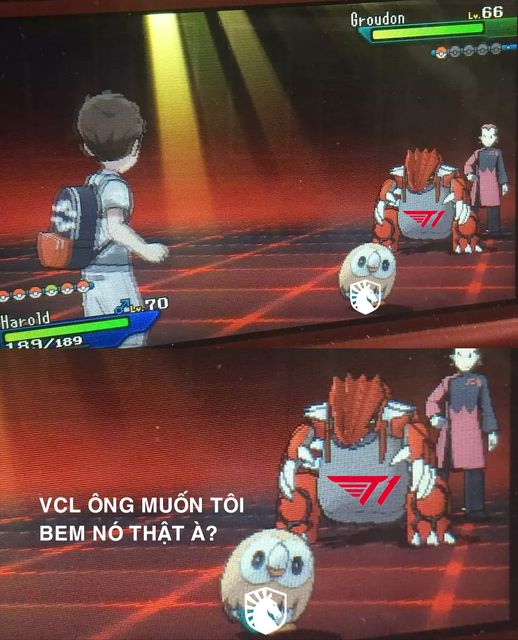 Groudon Lv.66
Harold ♂Lv.70
189/189
T1
VCL ÔNG MUỐN TÔI
BEM NÓ THẬT À?
T1